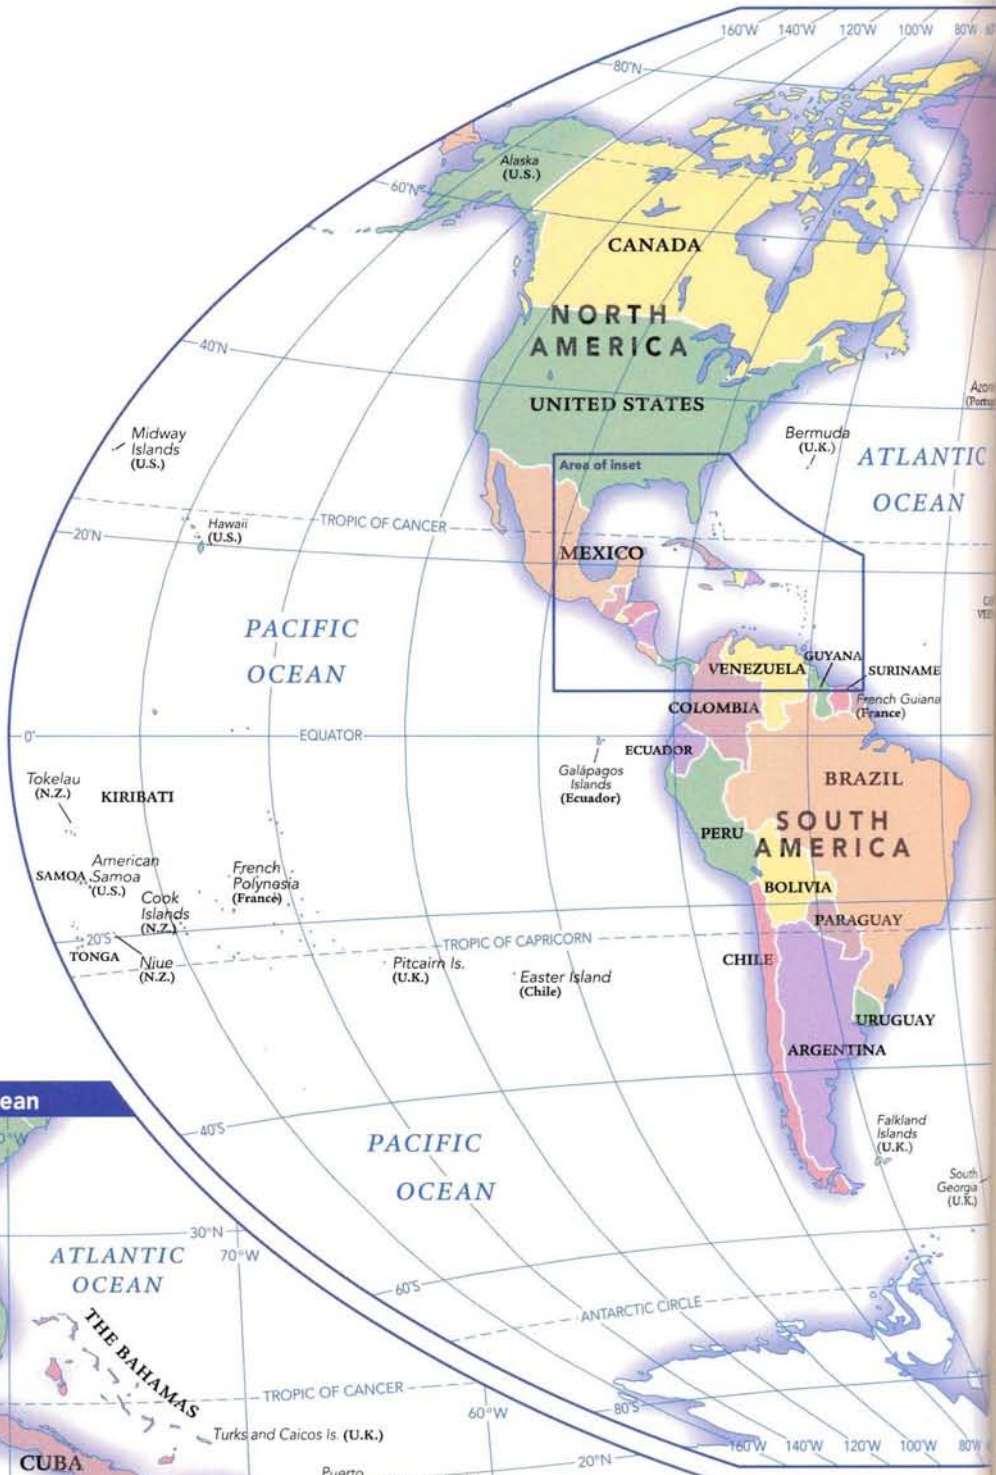 160°W 140°W 120°W 100°W 80°W
80°N
Alaska
(U.S.)
60°N
CANADA
NORTH
AMERICA
40°N
UNITED STATES
Midway
Islands
(U.S.)
Bermuda
(U.K.)
ATLANTIC
OCEAN
Area of inset
Hawaii
(U.S.)
TROPIC OF CANCER
20°N
MEXICO
PACIFIC
OCEAN
VENEZUELA
GUYANA
SURINAME
French Guiana
(France)
COLOMBIA
0°
EQUATOR
ECUADOR
Galápagos
Islands
(Ecuador)
BRAZIL
Tokelau
(N.Z.)
KIRIBATI
PERU
SOUTH
AMERICA
SAMOA
American
Samoa
(U.S.)
Cook
Islands
(N.Z.)
French
Polynesia
(France)
BOLIVIA
PARAGUAY
20°S
TONGA
Niue
(N.Z.)
TROPIC OF CAPRICORN
Pitcairn Is.
(U.K.)
Easter Island
(Chile)
CHILE
URUGUAY
ARGENTINA
ean
40°S
PACIFIC
OCEAN
Falkland
Islands
(U.K.)
South
Georgia
(U.K.)
30°N
70°W
ATLANTIC
OCEAN
60°S
ANTARCTIC CIRCLE
THE BAHAMAS
TROPIC OF CANCER
60°W
80°S
Turks and Caicos Is. (U.K.)
160°W 140°W 120°W 100°W 80°W
CUBA
Puerto
20°N